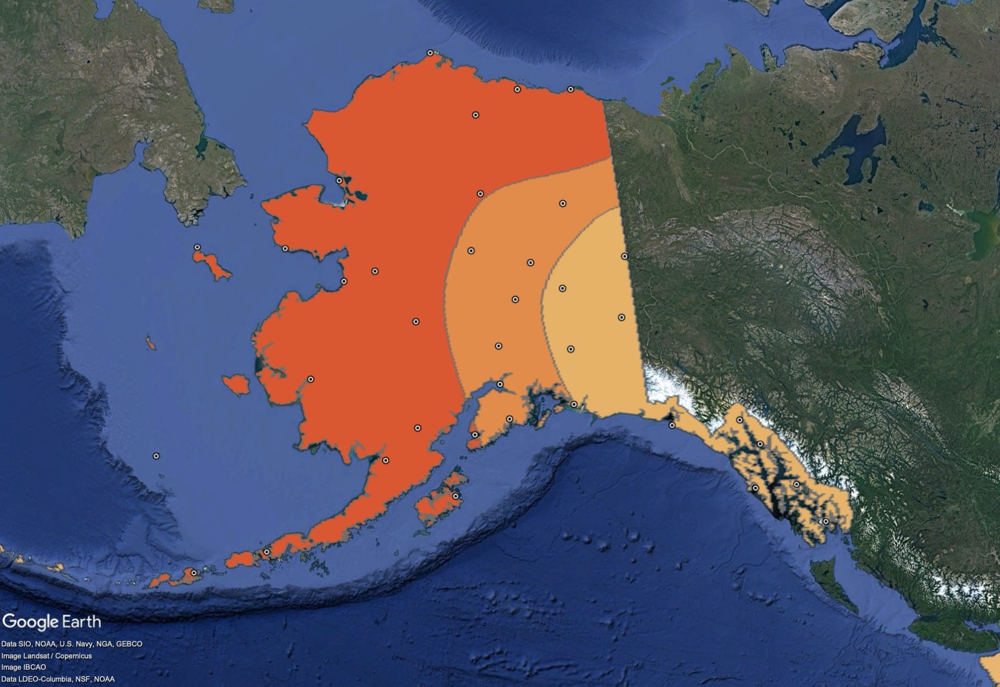 Google Earth
Data SIO, NOAA, U.S. Navy, NGA, GEBCO
Image Landsat / Copernicus
Image IBCAO
Data LDEO-Columbia, NSF, NOAA